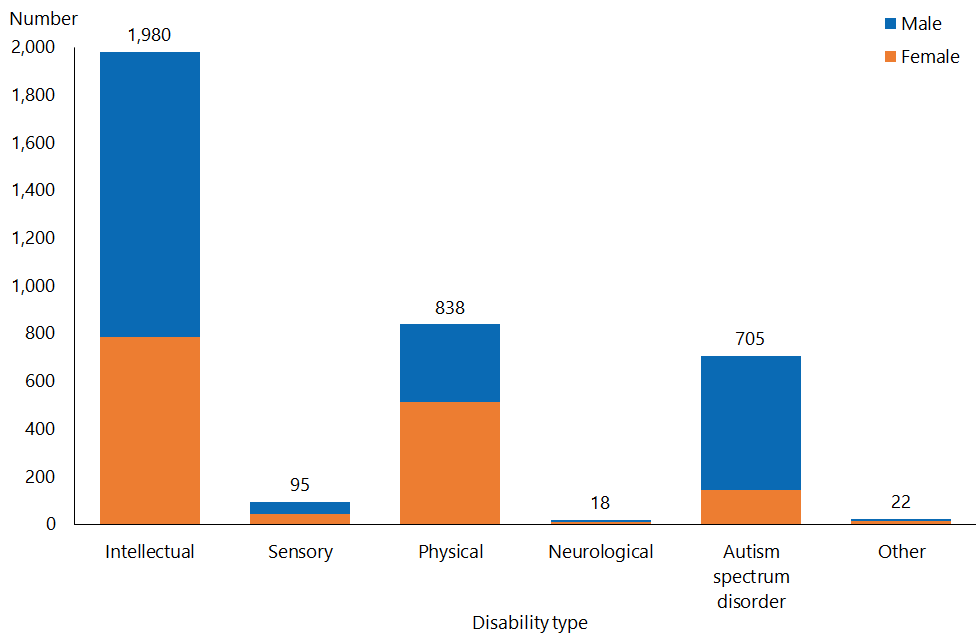 Number
Male
Female
1,980
2,000
1,800
1,600
1,400
1,200
1,000
800
600
400
200
0
95
838
18
705
22
Intellectual
Sensory
Physical
Neurological
Autism
spectrum
disorder
Other
Disability type